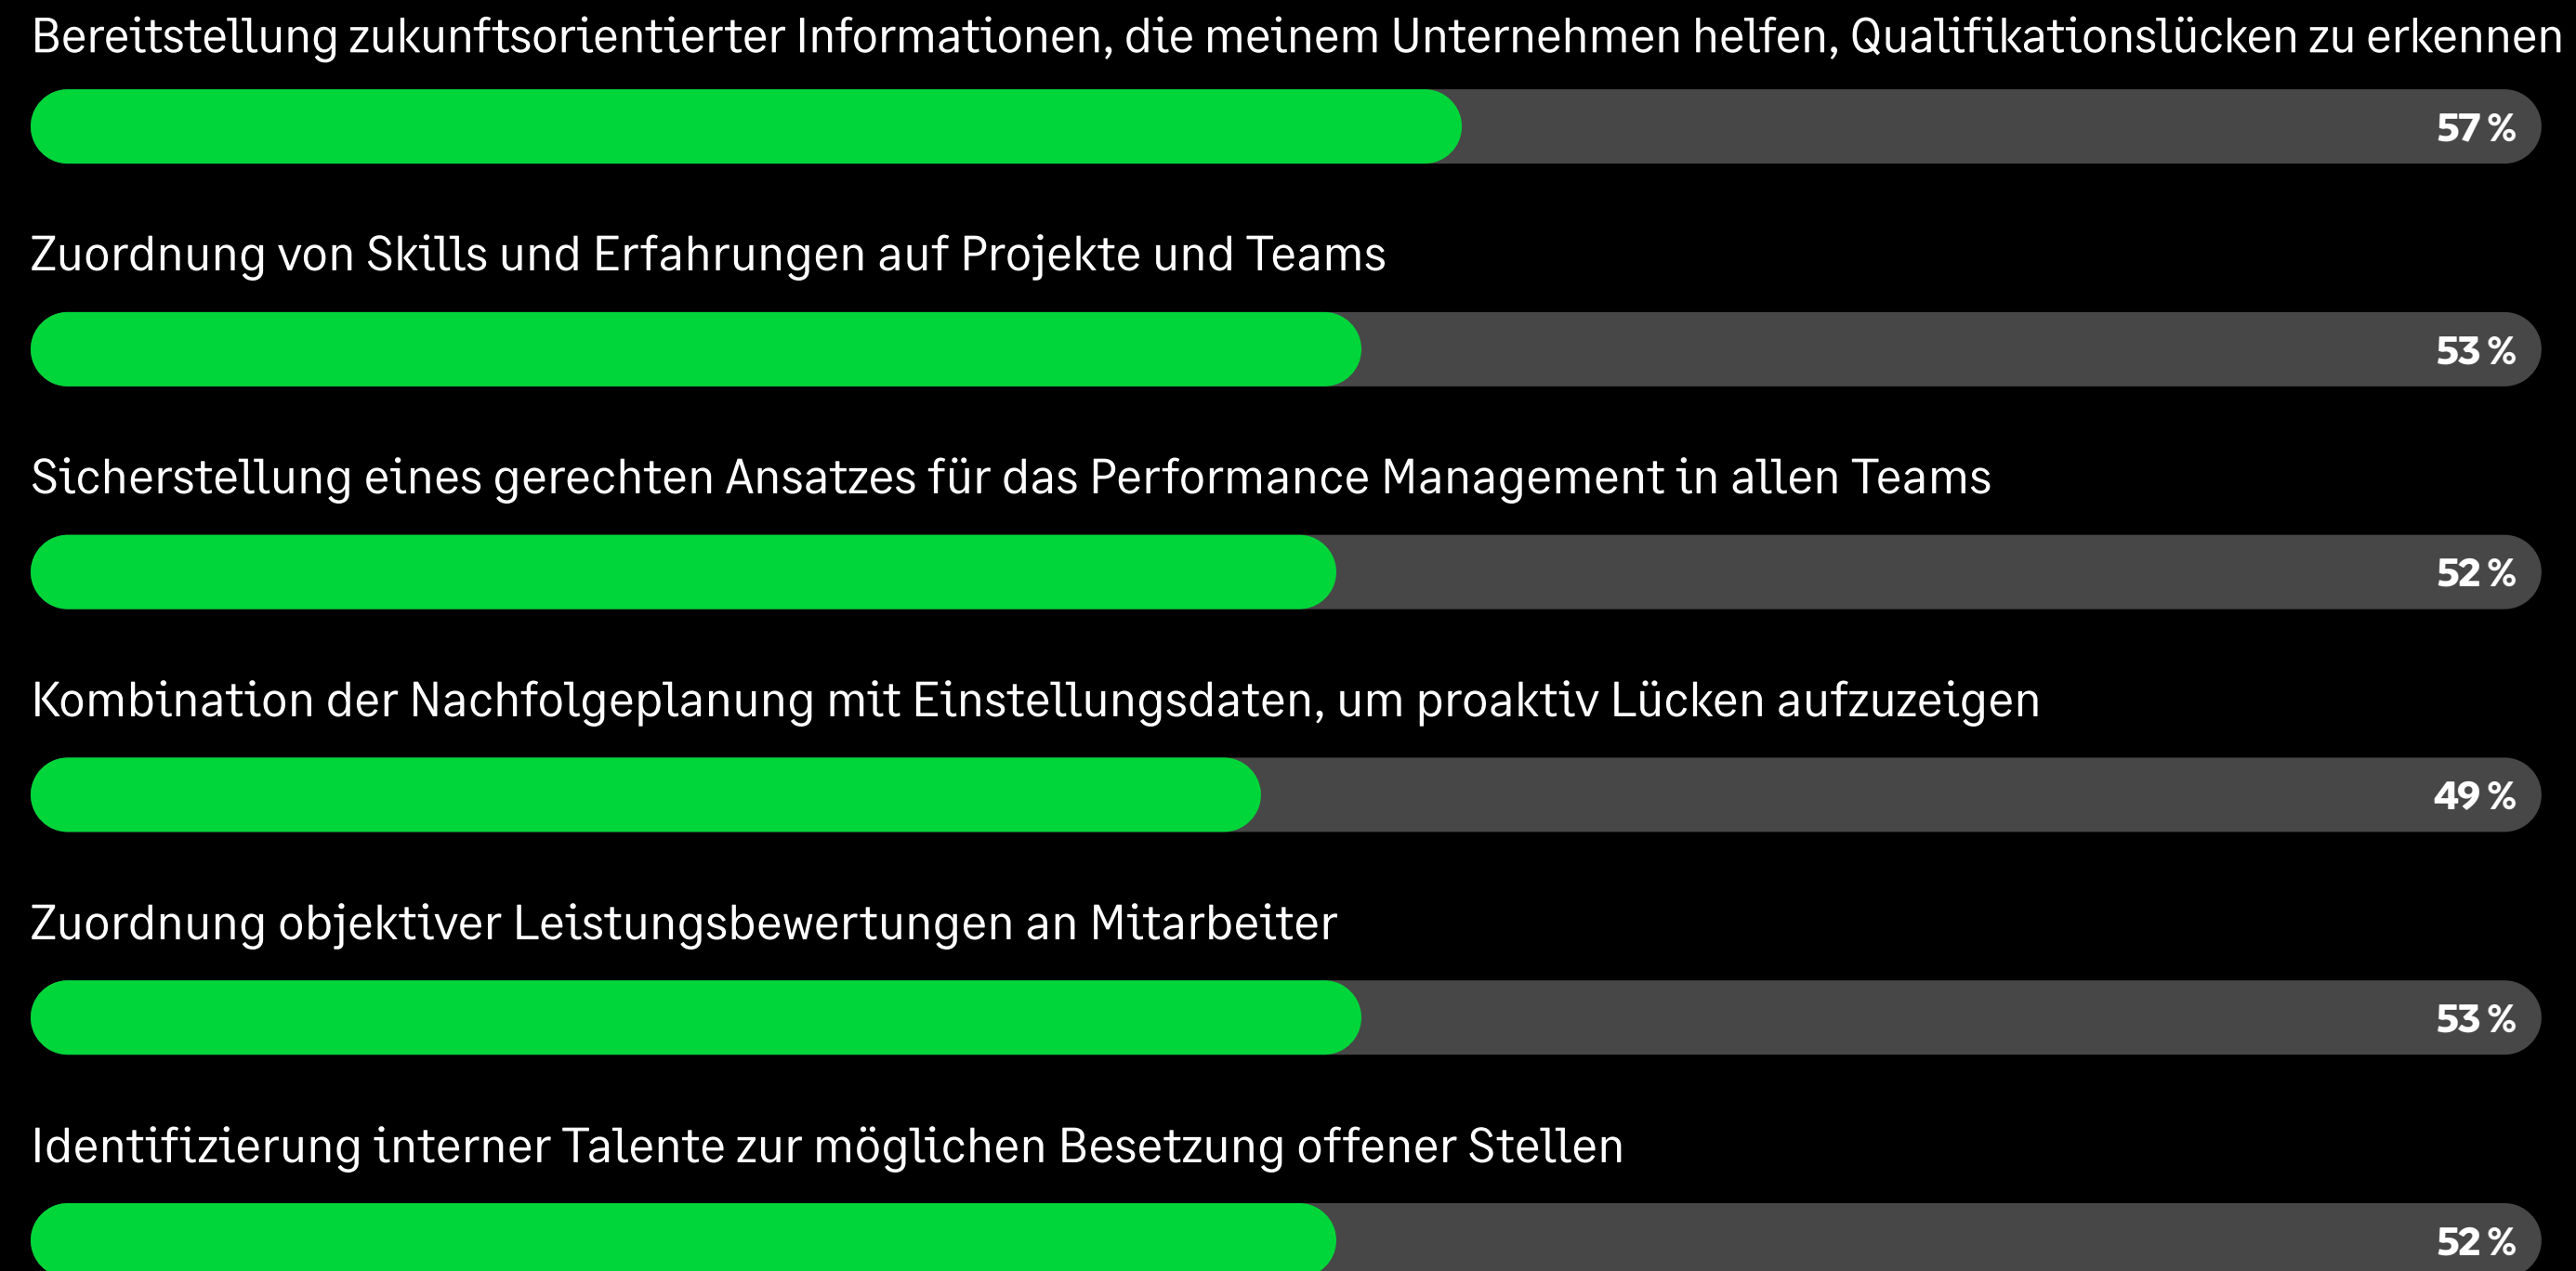 Bereitstellung zukunftsorientierter Informationen, die meinem Unternehmen helfen, Qualifikationslücken zu erkennen
57 %
Zuordnung von Skills und Erfahrungen auf Projekte und Teams
53 %
Sicherstellung eines gerechten Ansatzes für das Performance Management in allen Teams
52 %
Kombination der Nachfolgeplanung mit Einstellungsdaten, um proaktiv Lücken aufzuzeigen
49 %
Zuordnung objektiver Leistungsbewertungen an Mitarbeiter
53 %
Identifizierung interner Talente zur möglichen Besetzung offener Stellen
52 %